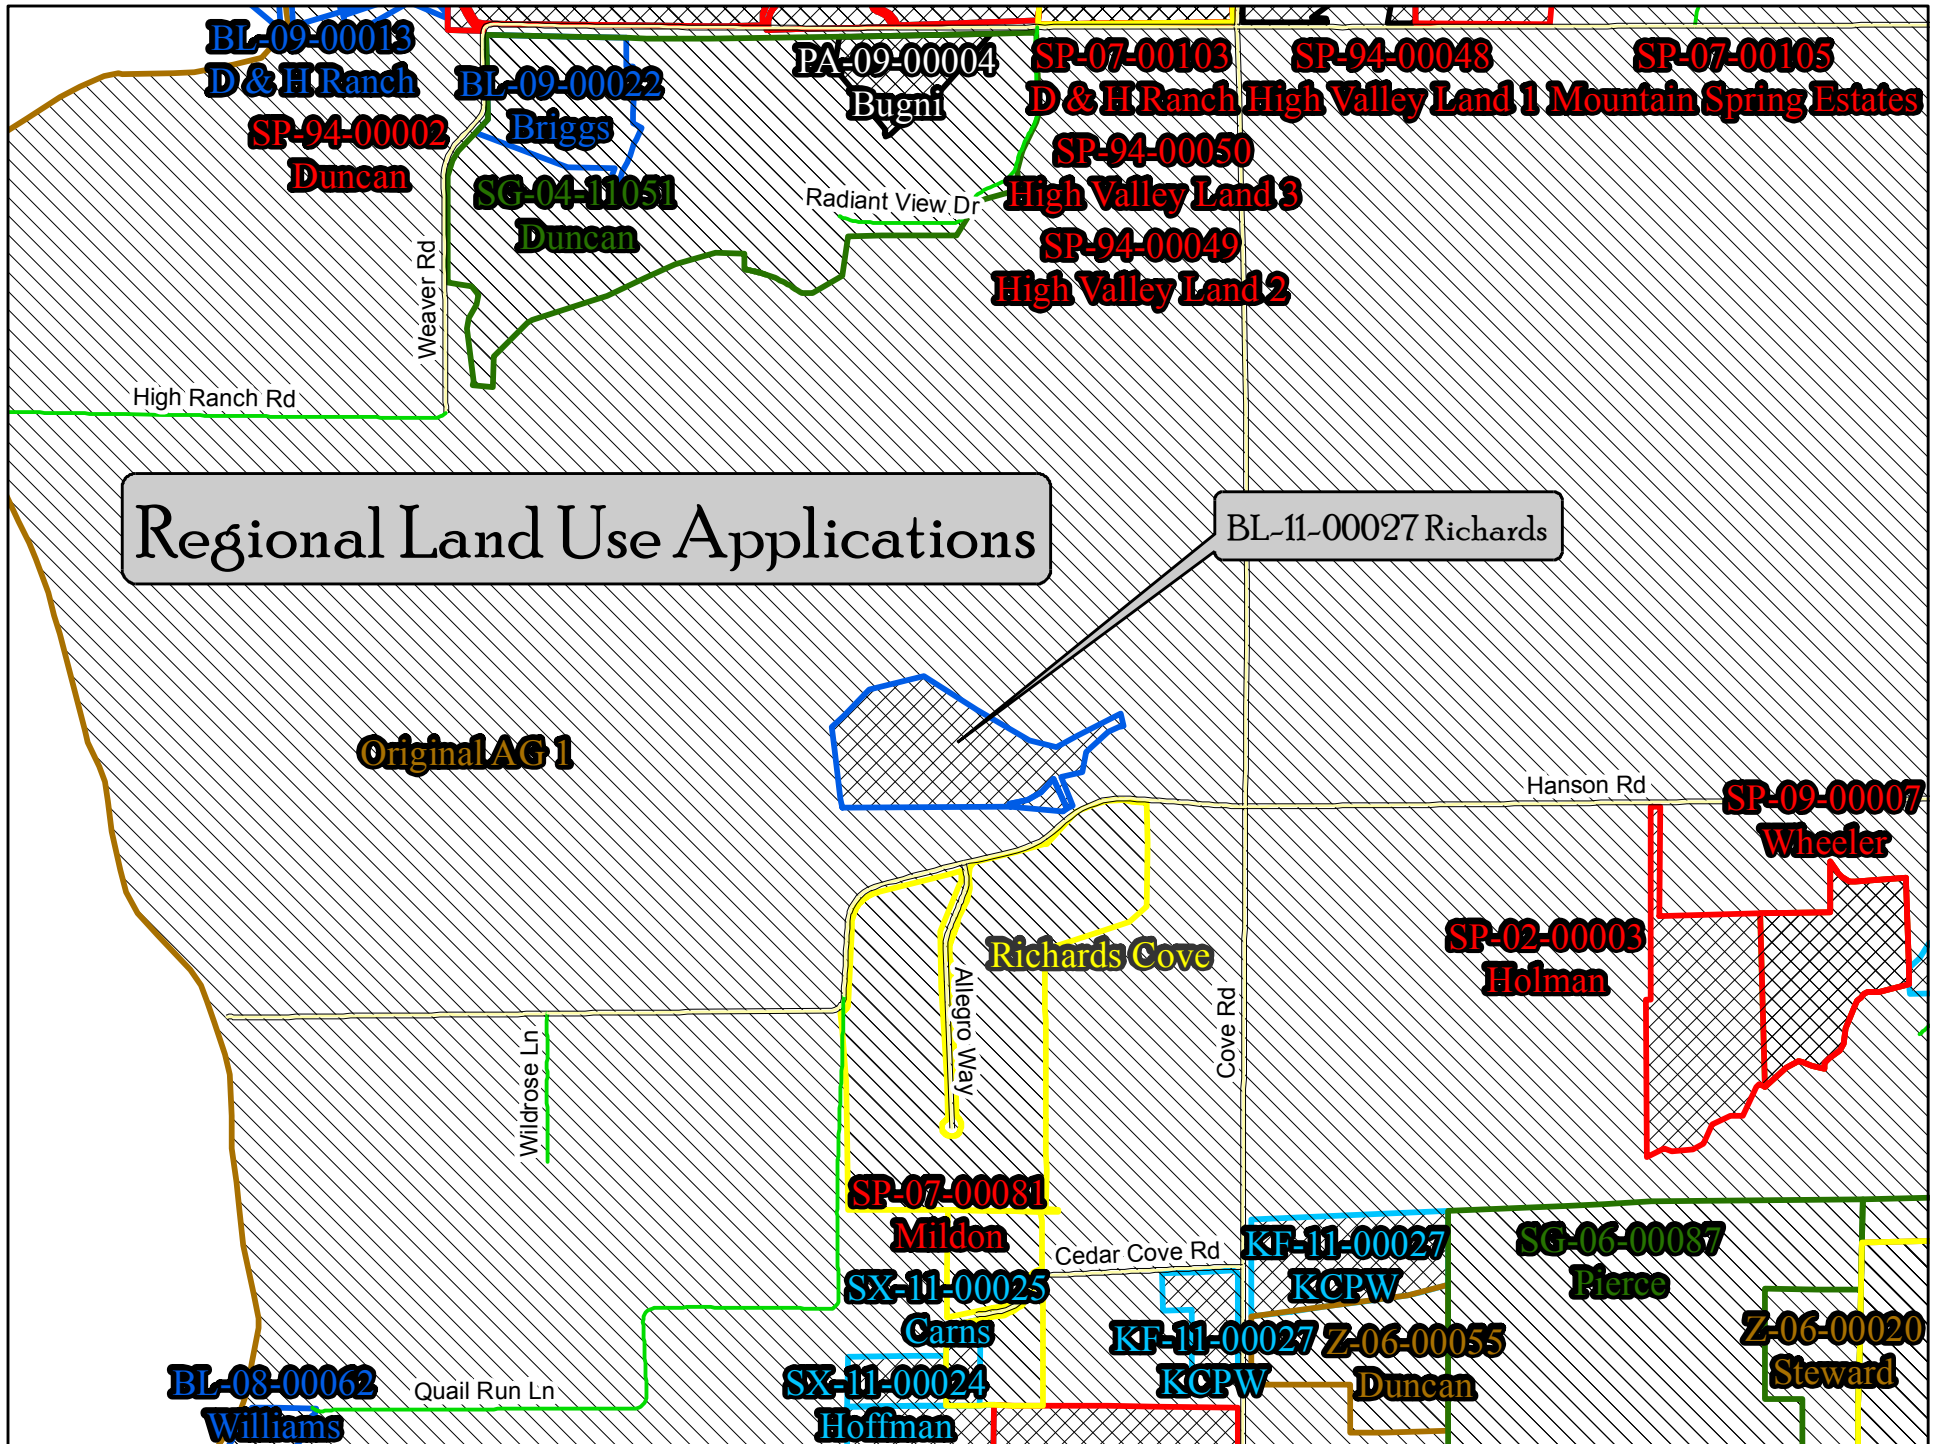 BL-09-00013
D & H Ranch
BL-09-00022
Briggs
PA-09-00004
Bugni
SP-07-00103
D & H Ranch
SP-94-00048
High Valley Land 1
SP-07-00105
Mountain Spring Estates
SP-94-00002
Duncan
SP-94-00050
High Valley Land 3
SG-04-11051
Duncan
Radiant View Dr
SP-94-00049
High Valley Land 2
Weaver Rd
High Ranch Rd
Regional Land Use Applications
BL-11-00027 Richards
Original AG 1
Hanson Rd
SP-09-00007
Wheeler
Richards Cove
SP-02-00003
Holman
Allegro Way
Cove Rd
Wildrose Ln
SP-07-00081
Mildon
Cedar Cove Rd
KF-11-00027
KCPW
SG-06-00087
Pierce
SX-11-00025
Carns
KF-11-00027
KCPW
Z-06-00055
Duncan
Z-06-00020
Steward
BL-08-00062
Williams
Quail Run Ln
SX-11-00024
Hoffman